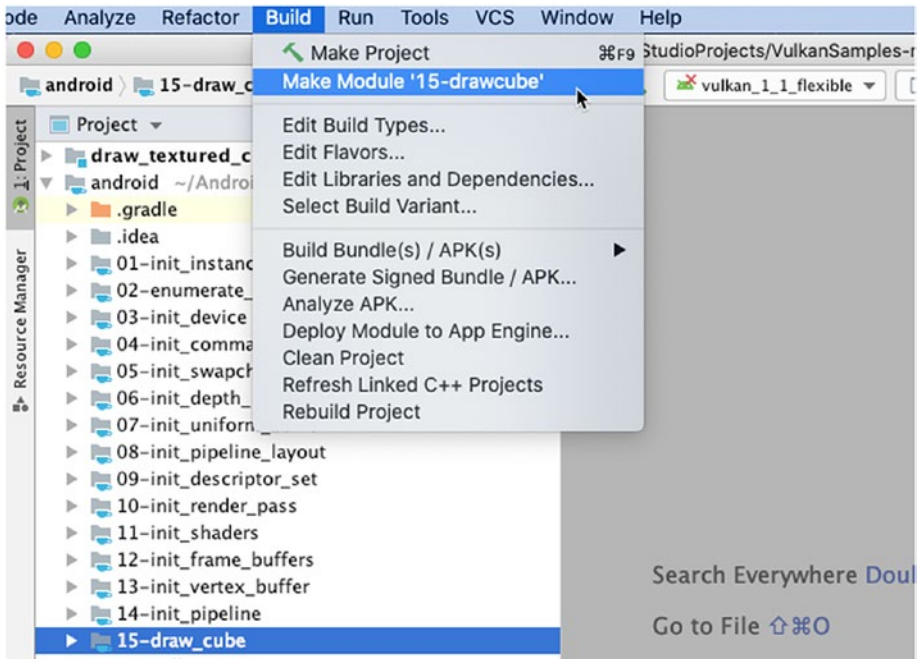 ode Analyze Refactor Build Run Tools VCS Window Help
Make Project ⌘F9
StudioProjects/VulkanSamples-
android 15-draw_c
Make Module '15-drawcube'
vulkan_1_1_flexible
1: Project
Project
Edit Build Types...
draw_textured_c
Edit Flavors...
android ~/Androi
Edit Libraries and Dependencies...
.gradle
Select Build Variant...
.idea
Build Bundle(s) / APK(s)
01-init_instanc
Generate Signed Bundle / APK...
02-enumerate_
Analyze APK...
03-init_device
Deploy Module to App Engine...
04-init_comma
Clean Project
05-init_swapch
Refresh Linked C++ Projects
06-init_depth_
Rebuild Project
07-init_uniform_
Resource Manager
08-init_pipeline_layout
09-init_descriptor_set
10-init_render_pass
11-init_shaders
12-init_frame_buffers
13-init_vertex_buffer
14-init_pipeline
15-draw_cube
Search Everywhere Doul
Go to File ⇧⌘O